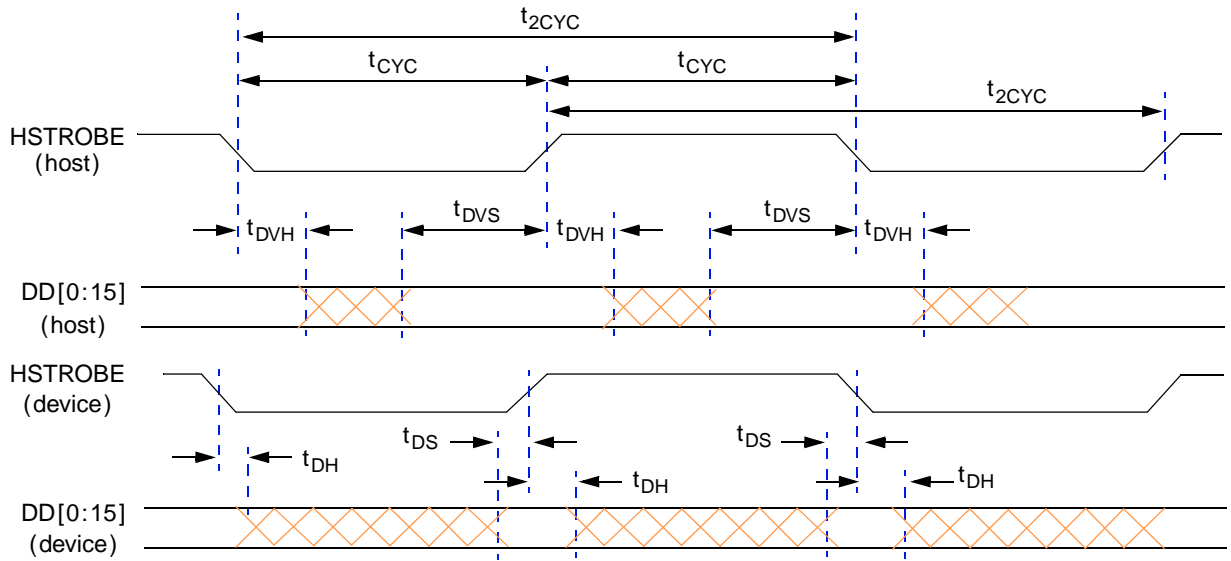 t2CYC
tCYC tCYC
t2CYC
HSTROBE
(host)
tDVH tDVS tDVH tDVS tDVH
DD[0:15]
(host)
HSTROBE
(device)
tDS tDS
tDH tDH tDH
DD[0:15]
(device)